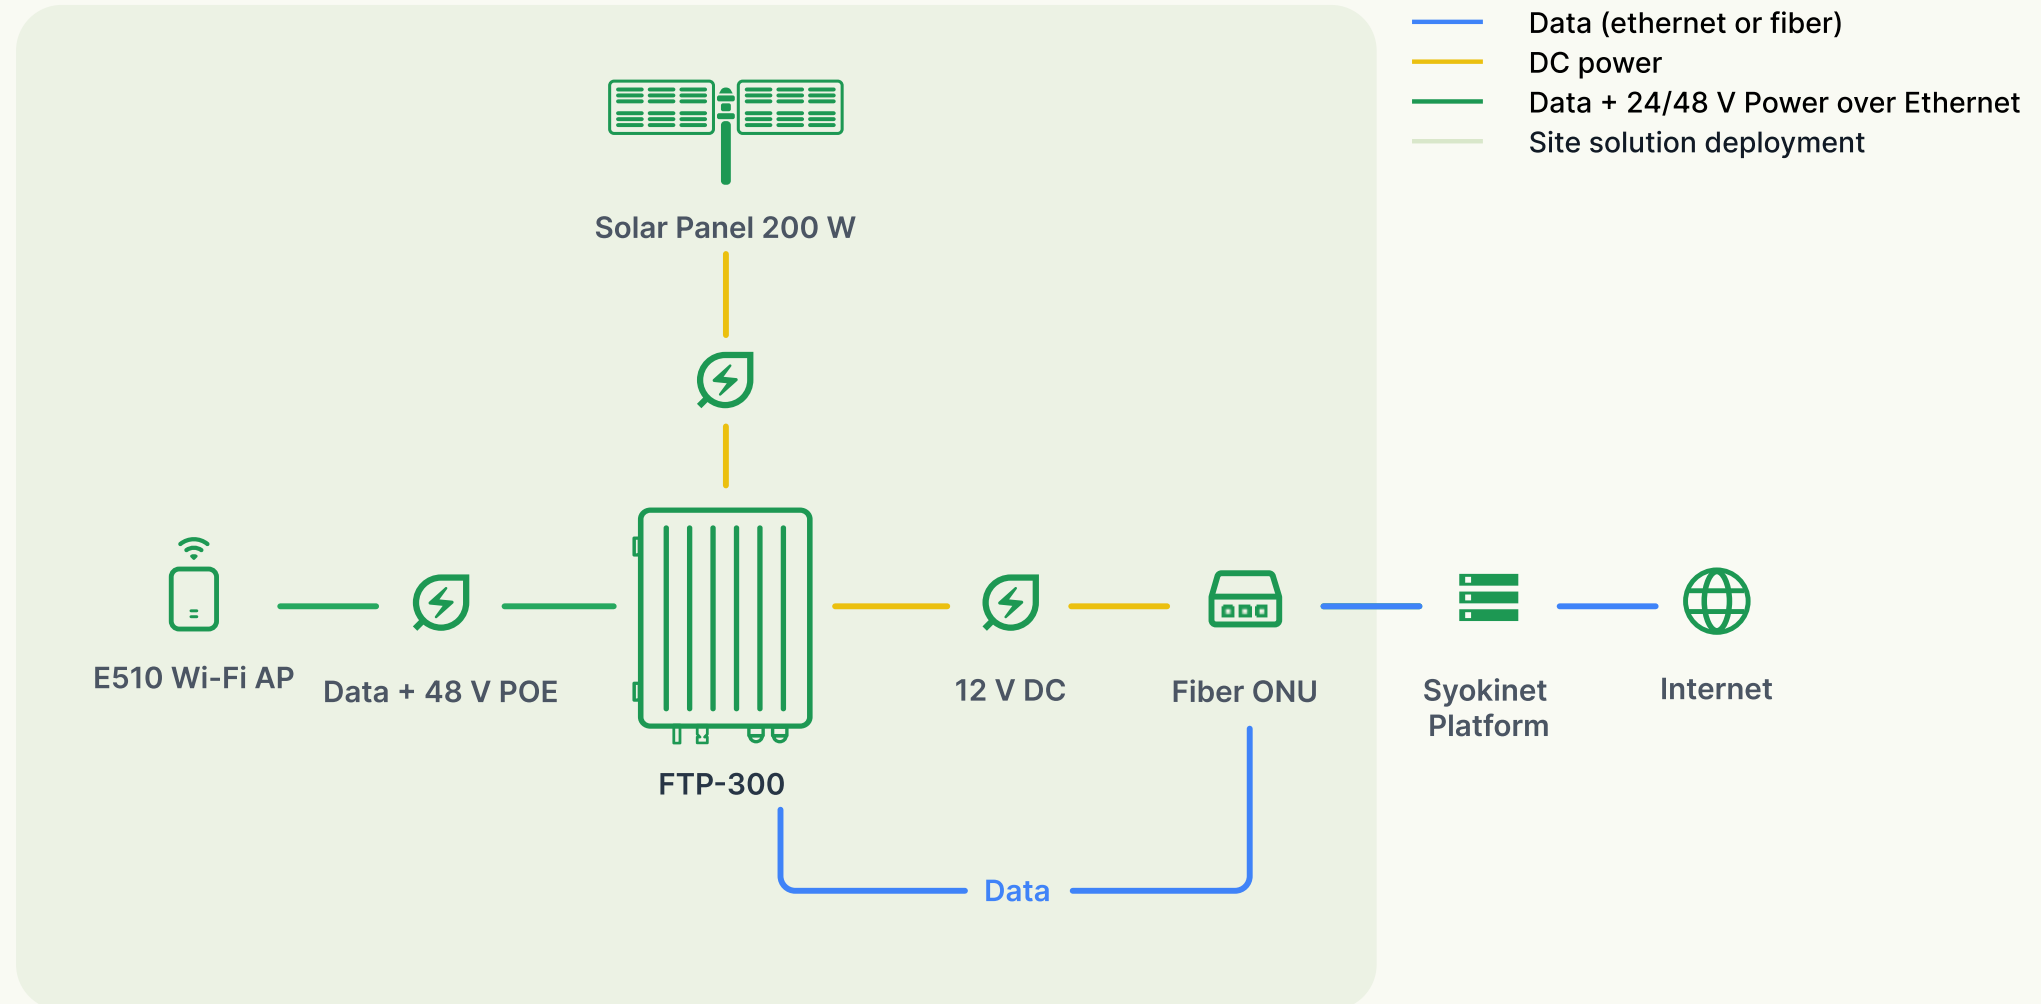 Data (ethernet or fiber)
DC power
Data + 24/48 V Power over Ethernet
Site solution deployment
Solar Panel 200 W
E510 Wi-Fi AP
Data + 48 V POE
12 V DC
Fiber ONU
Syokinet
Platform
Internet
FTP-300
Data